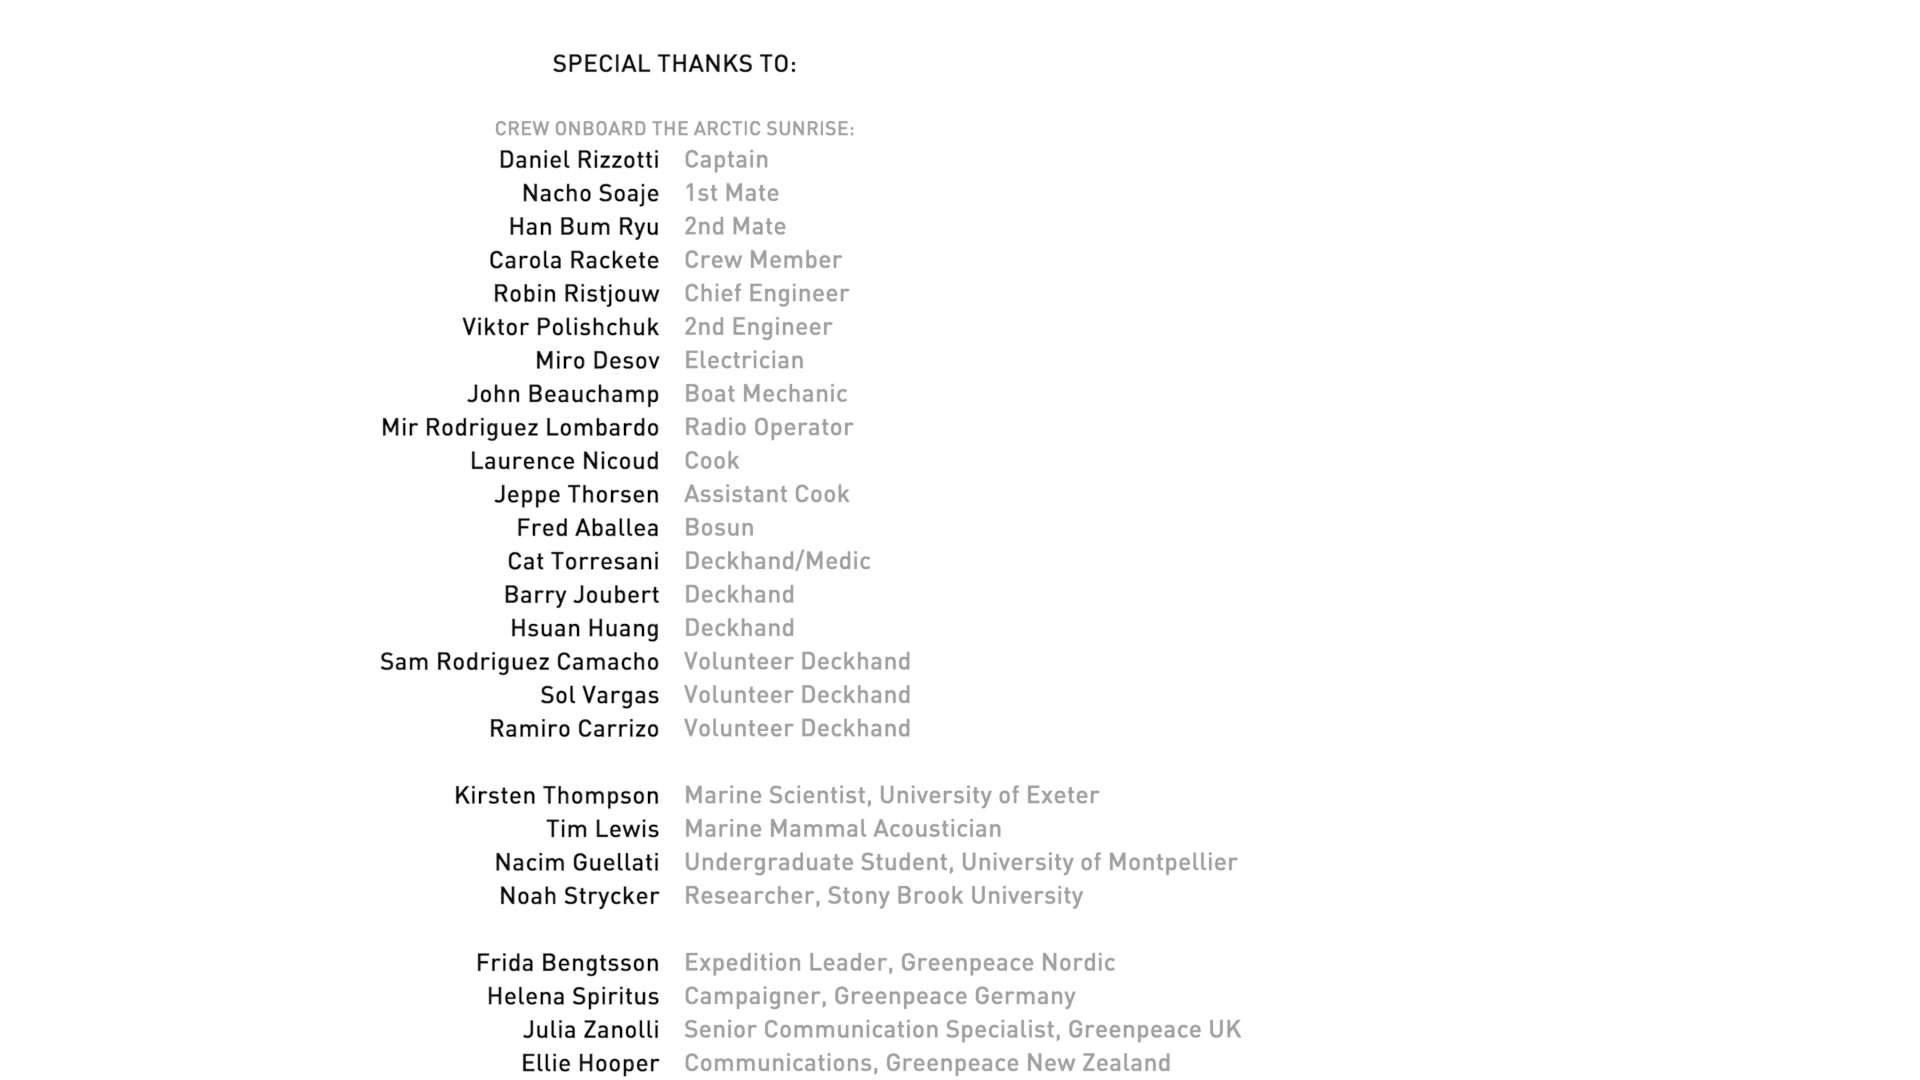 SPECIAL THANKS TO:
CREW ONBOARD THE ARCTIC SUNRISE:
Daniel Rizzotti Captain
Nacho Soaje 1st Mate
Han Bum Ryu 2nd Mate
Carola Rackete Crew Member
Robin Ristjouw Chief Engineer
Viktor Polishchuk 2nd Engineer
Miro Desov Electrician
John Beauchamp Boat Mechanic
Mir Rodriguez Lombardo Radio Operator
Laurence Nicoud Cook
Jeppe Thorsen Assistant Cook
Fred Aballea Bosun
Cat Torresani Deckhand/Medic
Barry Joubert Deckhand
Hsuan Huang Deckhand
Sam Rodriguez Camacho Volunteer Deckhand
Sol Vargas Volunteer Deckhand
Ramiro Carrizo Volunteer Deckhand
Kirsten Thompson Marine Scientist, University of Exeter
Tim Lewis Marine Mammal Acoustician
Nacim Guellati Undergraduate Student, University of Montpellier
Noah Strycker Researcher, Stony Brook University
Frida Bengtsson Expedition Leader, Greenpeace Nordic
Helena Spiritus Campaigner, Greenpeace Germany
Julia Zanolli Senior Communication Specialist, Greenpeace UK
Ellie Hooper Communications, Greenpeace New Zealand